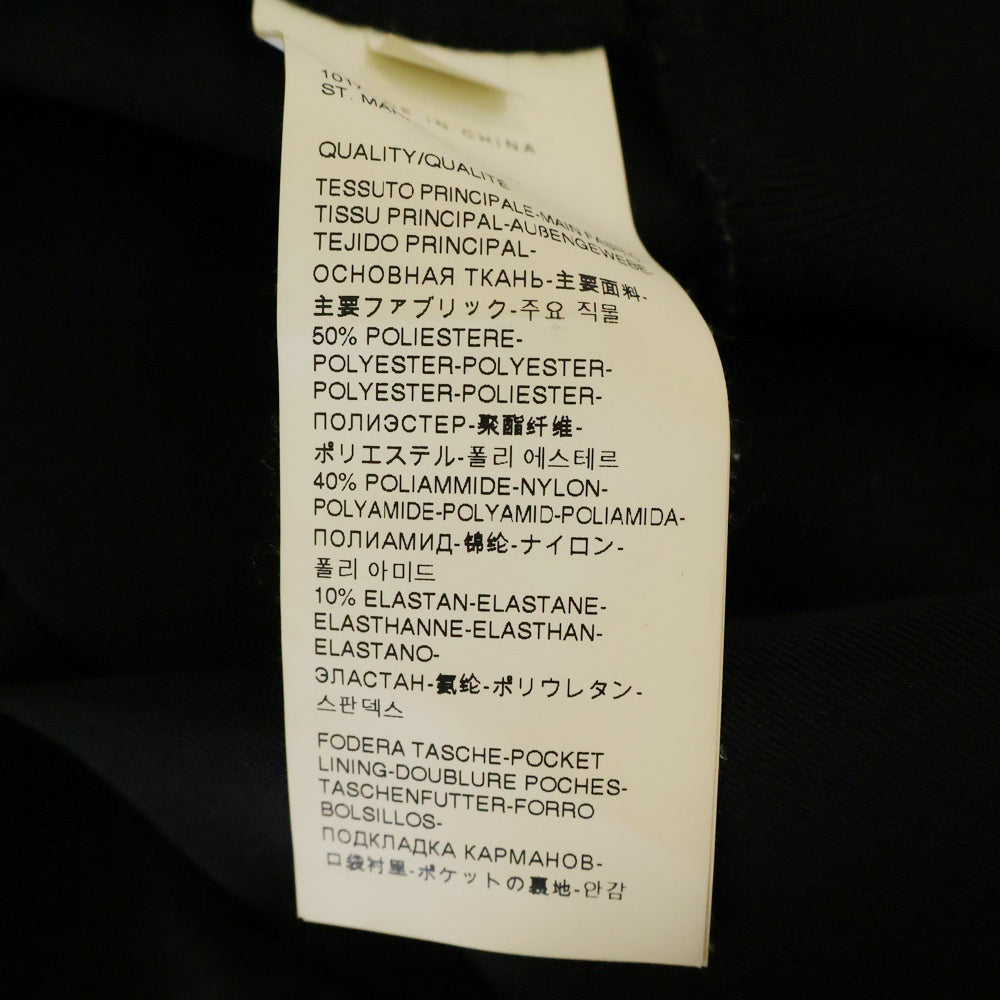 ST.
IN CHINA
QUALITY/QUALITE
TESSUTO PRINCIPALE-MAIN FABRIC-
TISSU PRINCIPAL-AUßENGEWEBE-
TEJIDO PRINCIPAL-
ОСНОВНАЯ ТКАНЬ-主要面料-
主要ファブリック-주요 직물
50% POLIESTERE-
POLYESTER-POLYESTER-
POLYESTER-POLIESTER-
ПОЛИЭСТЕР-聚酯纤维-
ポリエステル-폴리 에스테르
40% POLIAMMIDE-NYLON-
POLYAMIDE-POLYAMID-POLIAMIDA-
ПОЛИАМИД-锦纶-ナイロン-
폴리 아미드
10% ELASTAN-ELASTANE-
ELASTHANNE-ELASTHAN-
ELASTANO-
ЭЛАСТАН-氨纶-ポリウレタン-
스판덱스
FODERA TASCHE-POCKET
LINING-DOUBLURE POCHES-
TASCHENFUTTER-FORRO
BOLSILLOS-
ПОДКЛАДКА КАРМАНОВ-
口袋衬里-ポケットの裏地-안감